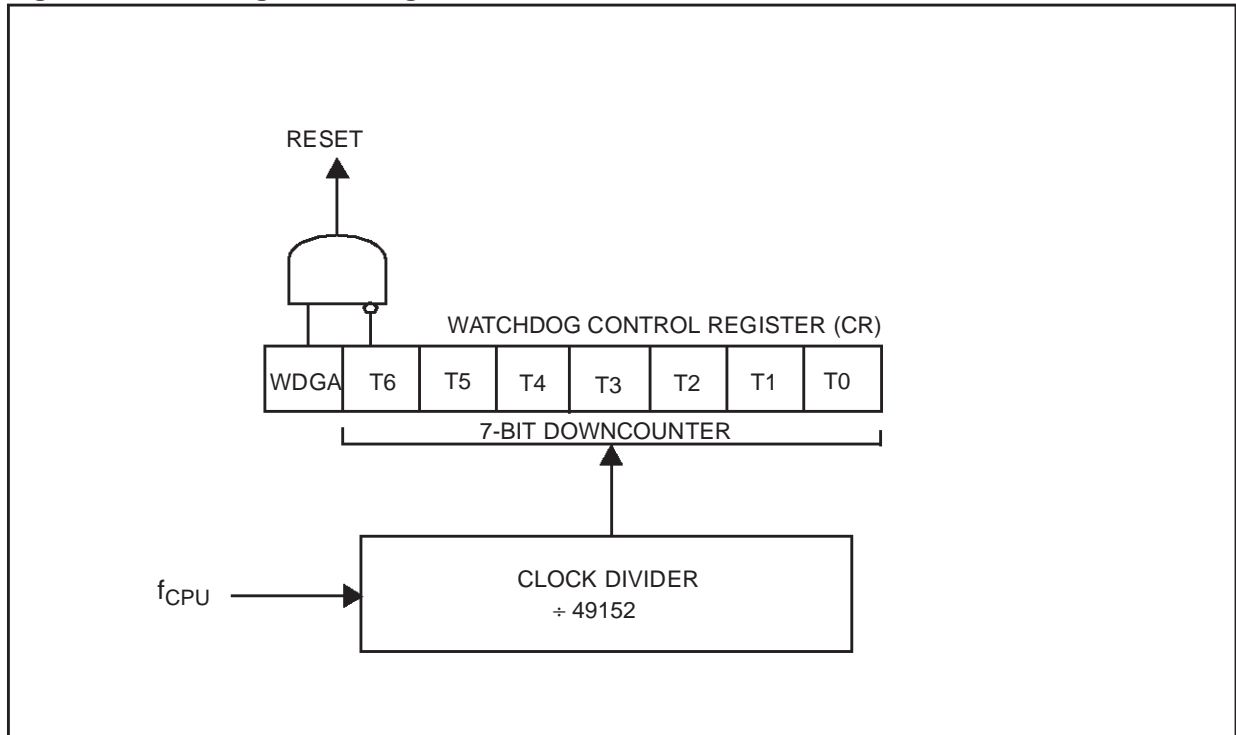 RESET
WATCHDOG CONTROL REGISTER (CR)
WDGA T6 T5 T4 T3 T2 T1 T0
7-BIT DOWNCOUNTER
fCPU
CLOCK DIVIDER
÷ 49152